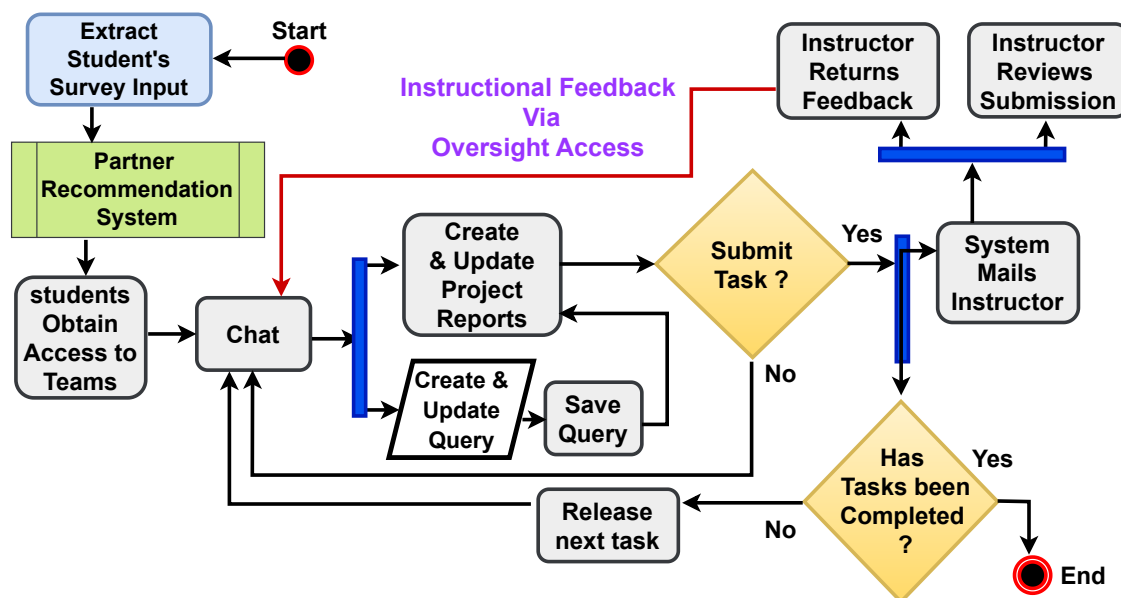 Extract
Student's
Survey Input
Start
Instructional Feedback
Via
Oversight Access
Instructor
Returns
Feedback
Instructor
Reviews
Submission
Partner
Recommendation
System
students
Obtain
Access to
Teams
Chat
Create
& Update
Project
Reports
Create &
Update
Query
Save
Query
Submit
Task ?
Yes
No
System
Mails
Instructor
Has
Tasks been
Completed
?
Yes
No
Release
next task
End